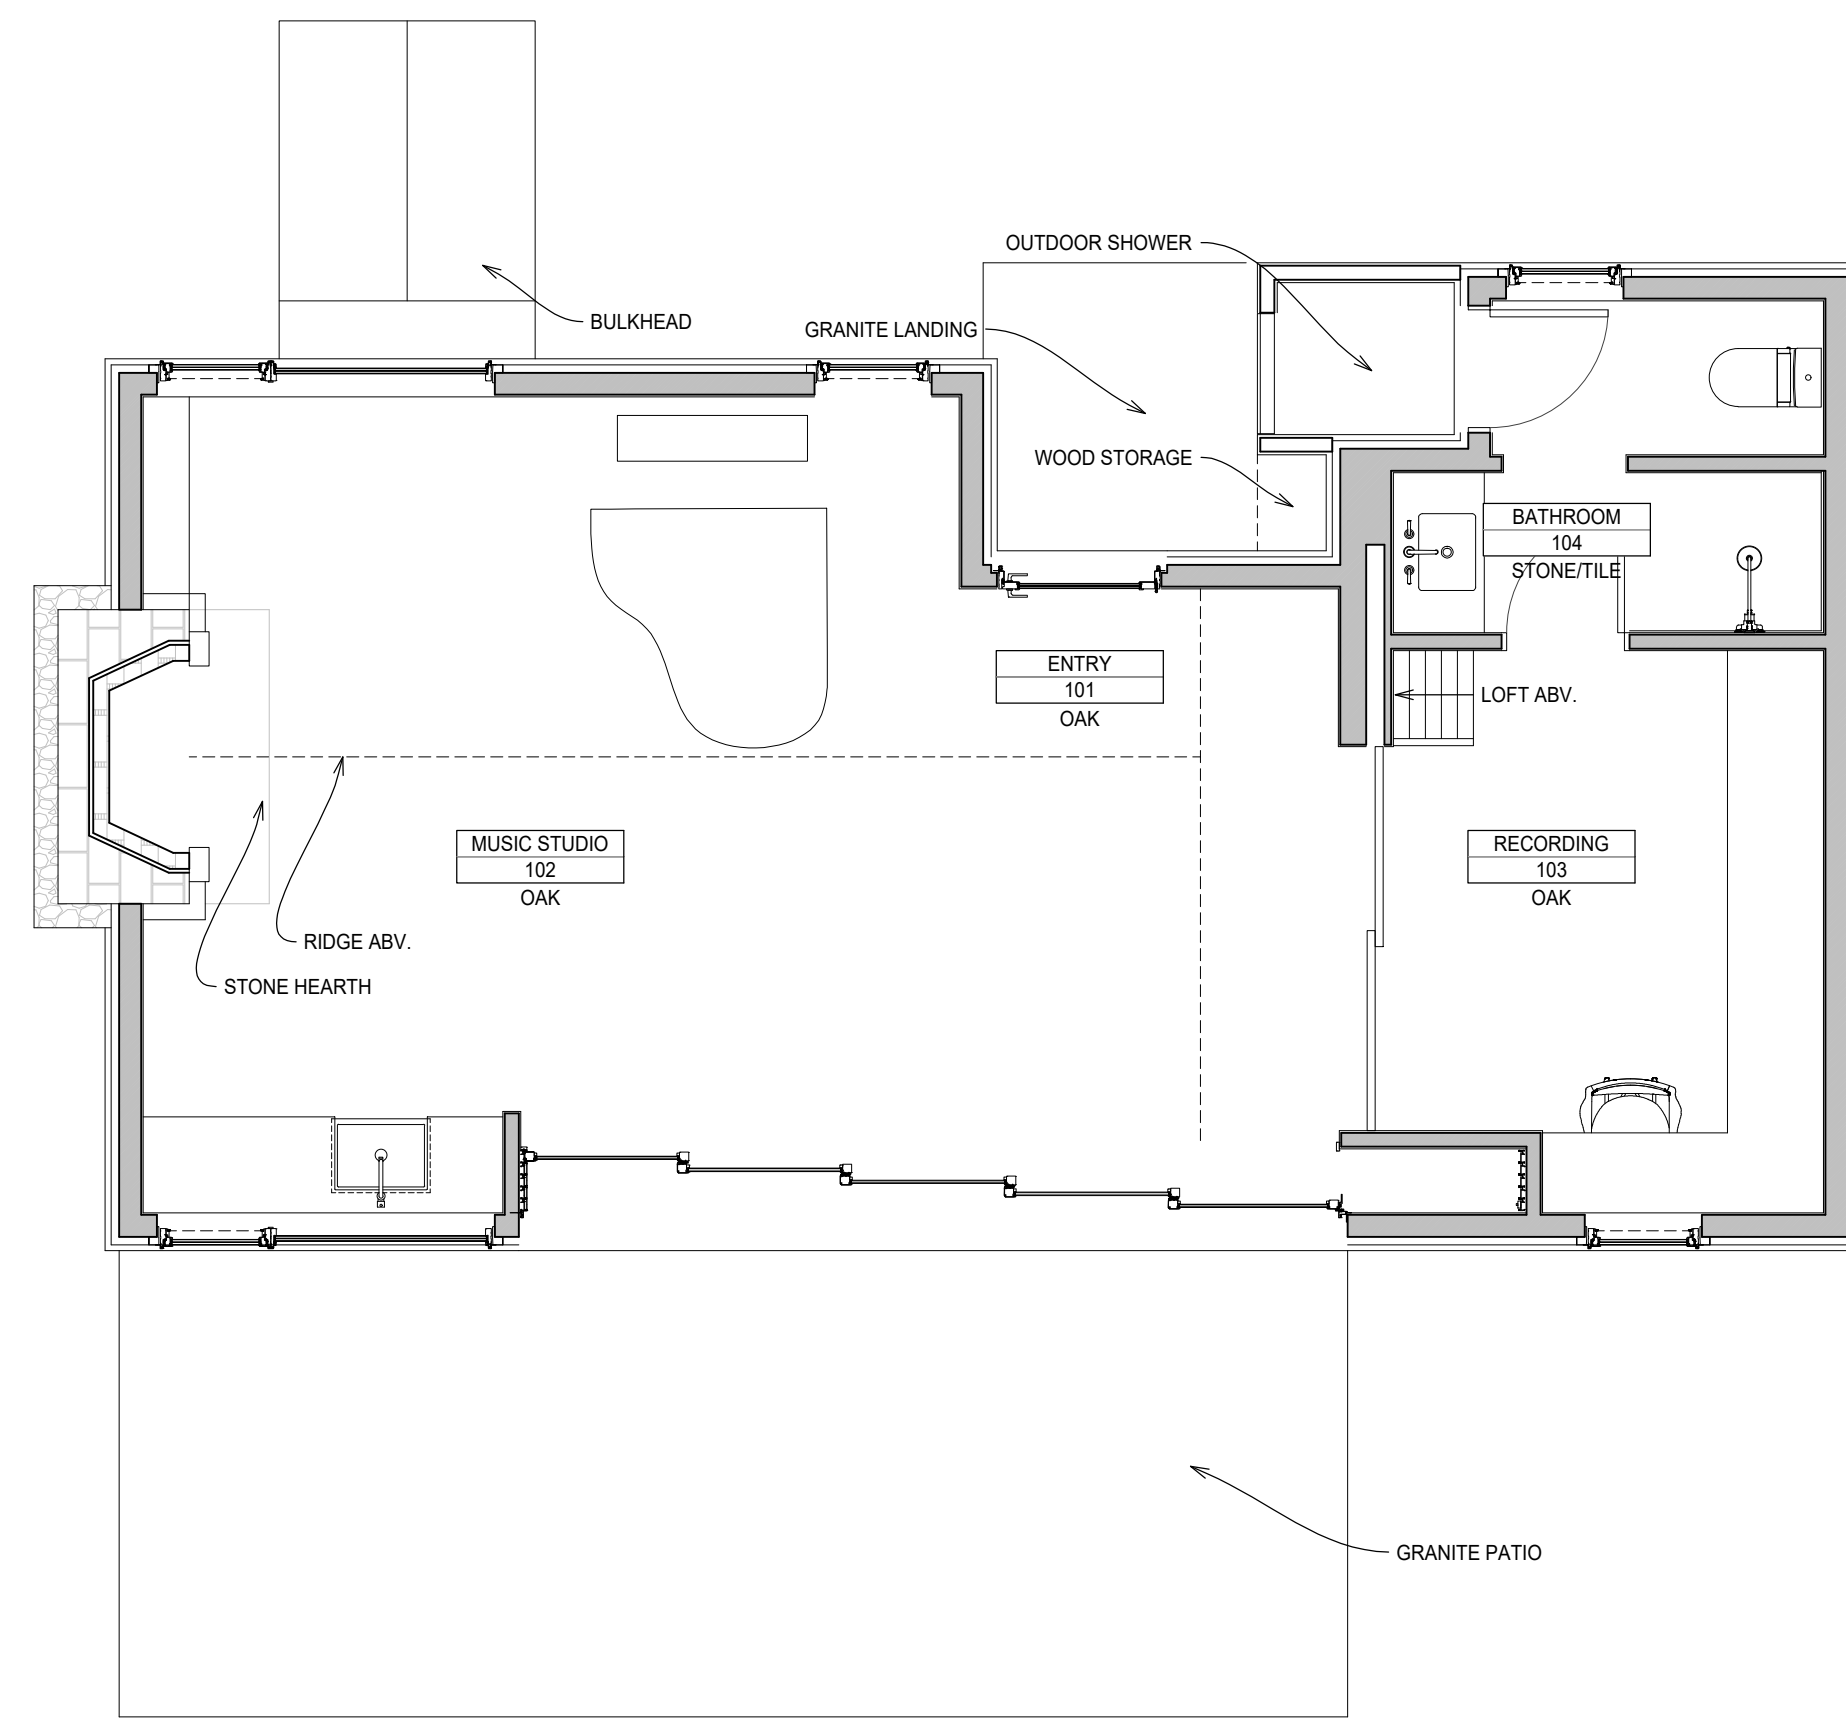 OUTDOOR SHOWER
BULKHEAD
GRANITE LANDING
WOOD STORAGE
BATHROOM
104
STONE/TILE
ENTRY
101
OAK
LOFT ABV.
MUSIC STUDIO
102
OAK
RECORDING
103
OAK
RIDGE ABV.
STONE HEARTH
GRANITE PATIO